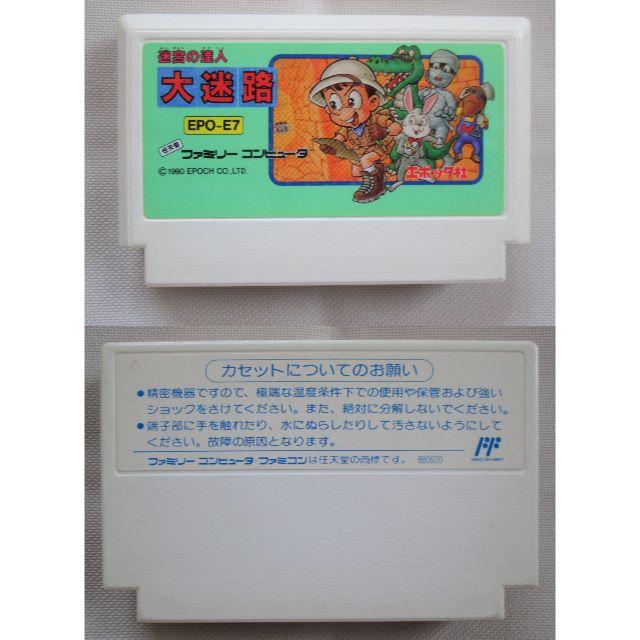 迷宮の達人
大迷路
EPO-E7
任天堂
ファミリー コンピュータ
©1990 EPOCH CO., LTD.
エポック社
カセットについてのお願い
●精密機器ですので、極端な温度条件下での使用や保管および強い
ショックをさけてください。また、絶対に分解しないでください。
●端子部に手を触れたり、水にぬらしたりして汚さないようにして
ください。故障の原因となります。
ファミリー コンピュータ・ファミコンは任天堂の商標です。 880920